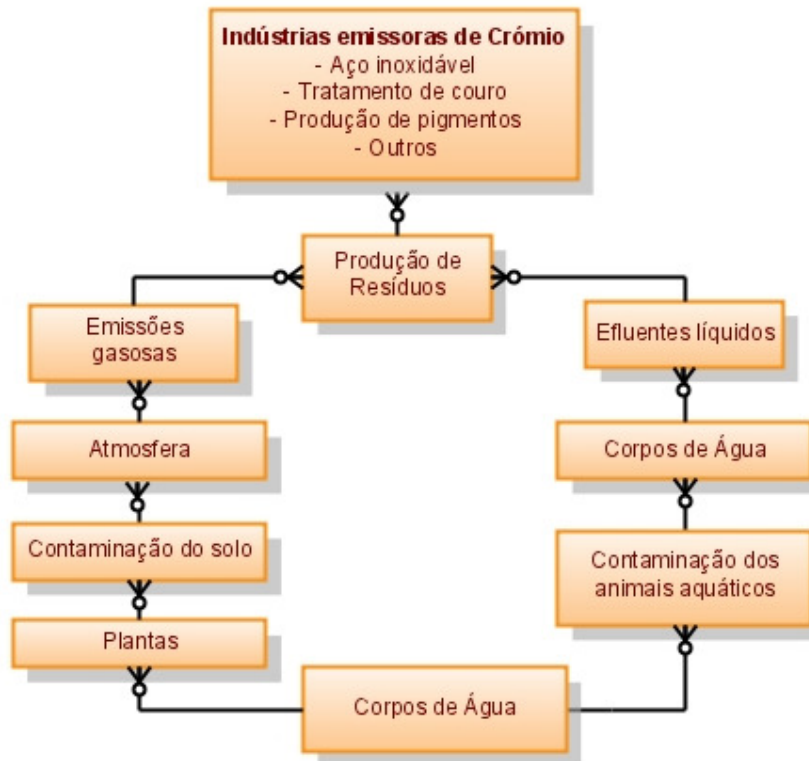 Indústrias emissoras de Crómio
- Aço inoxidável
- Tratamento de couro
- Produção de pigmentos
- Outros
Produção de
Resíduos
Emissões
gasosas
Atmosfera
Contaminação do solo
Plantas
Efluentes líquidos
Corpos de Água
Contaminação dos
animais aquáticos
Corpos de Água